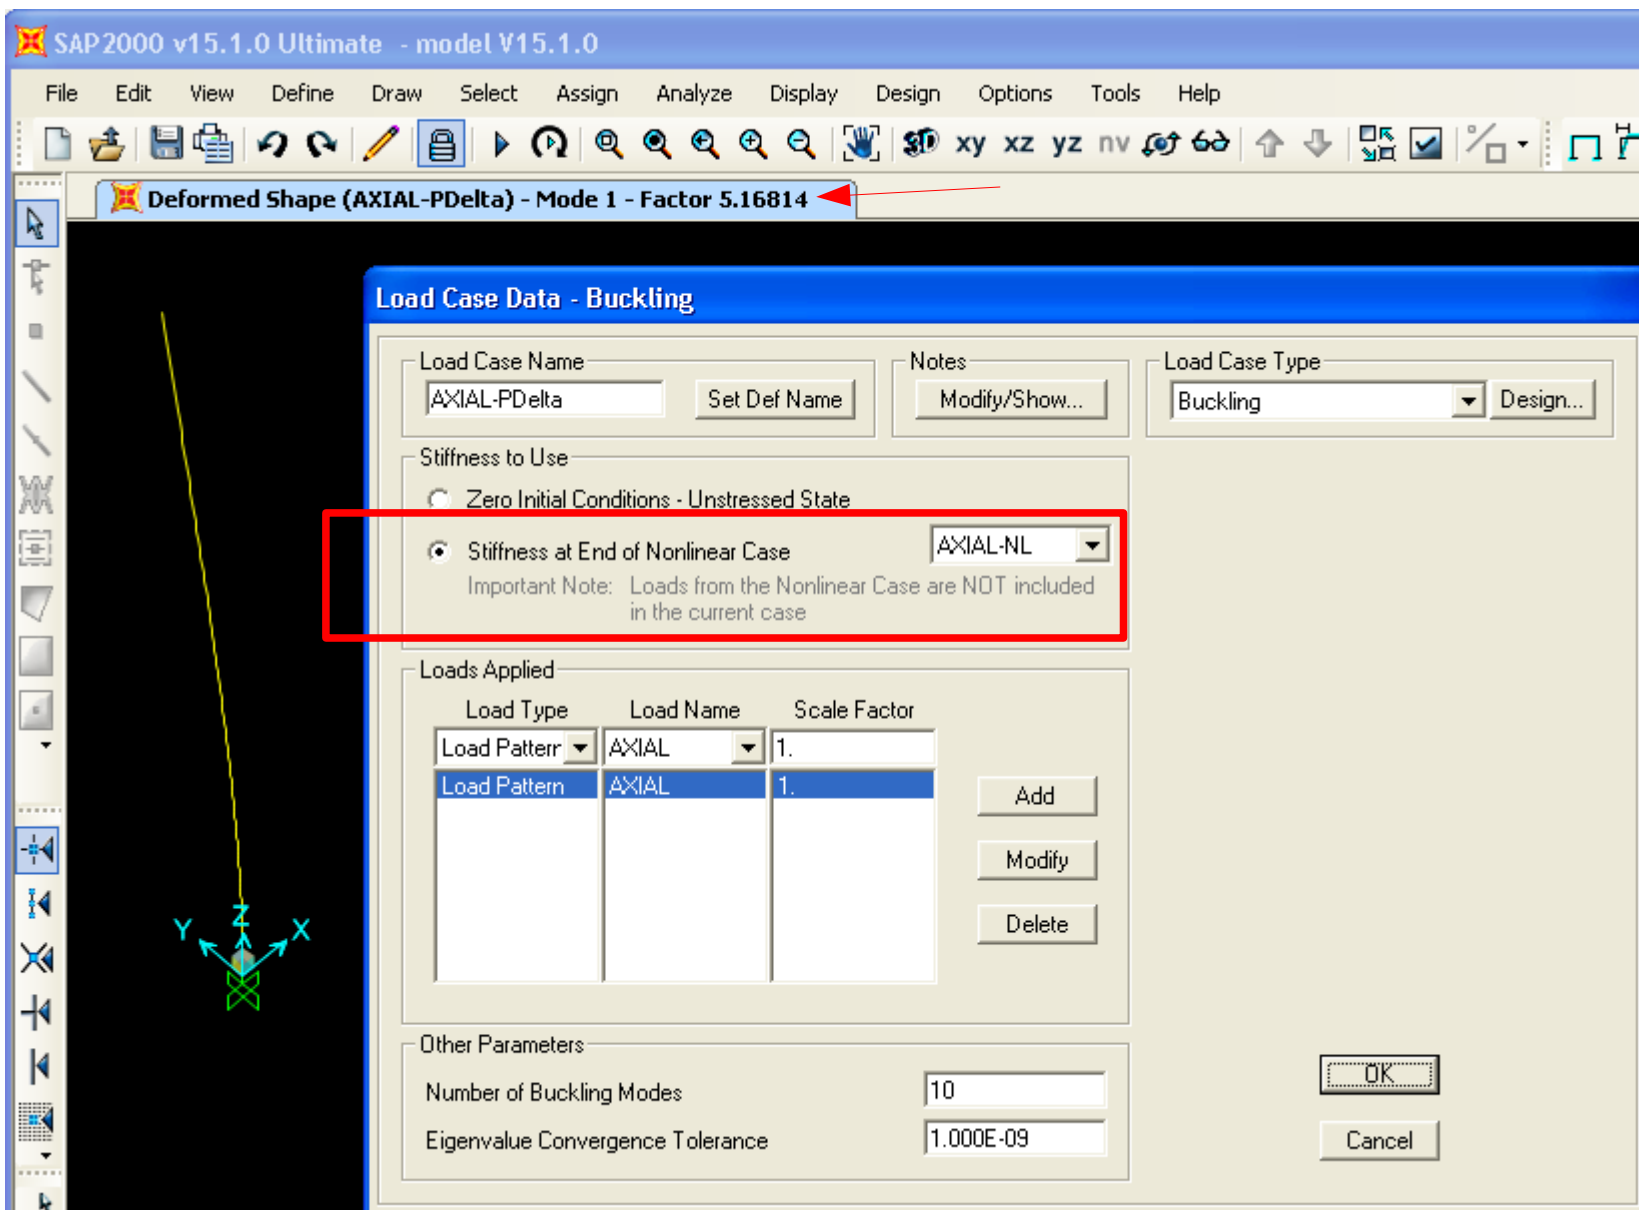 SAP2000 v15.1.0 Ultimate - model V15.1.0
File Edit View Define Draw Select Assign Analyze Display Design Options Tools Help
3D xy xz yz nv
Deformed Shape (AXIAL-PDelta) - Mode 1 - Factor 5.16814
Load Case Data - Buckling
Load Case Name
AXIAL-PDelta
Set Def Name
Notes
Modify/Show...
Load Case Type
Buckling
Design...
Stiffness to Use
Zero Initial Conditions - Unstressed State
Stiffness at End of Nonlinear Case
AXIAL-NL
Important Note: Loads from the Nonlinear Case are NOT included
in the current case
Loads Applied
Load Type Load Name Scale Factor
Load Pattern AXIAL 1.
Load Pattern AXIAL 1.
Add
Modify
Delete
Y Z X
Other Parameters
Number of Buckling Modes 10
Eigenvalue Convergence Tolerance 1.000E-09
OK
Cancel